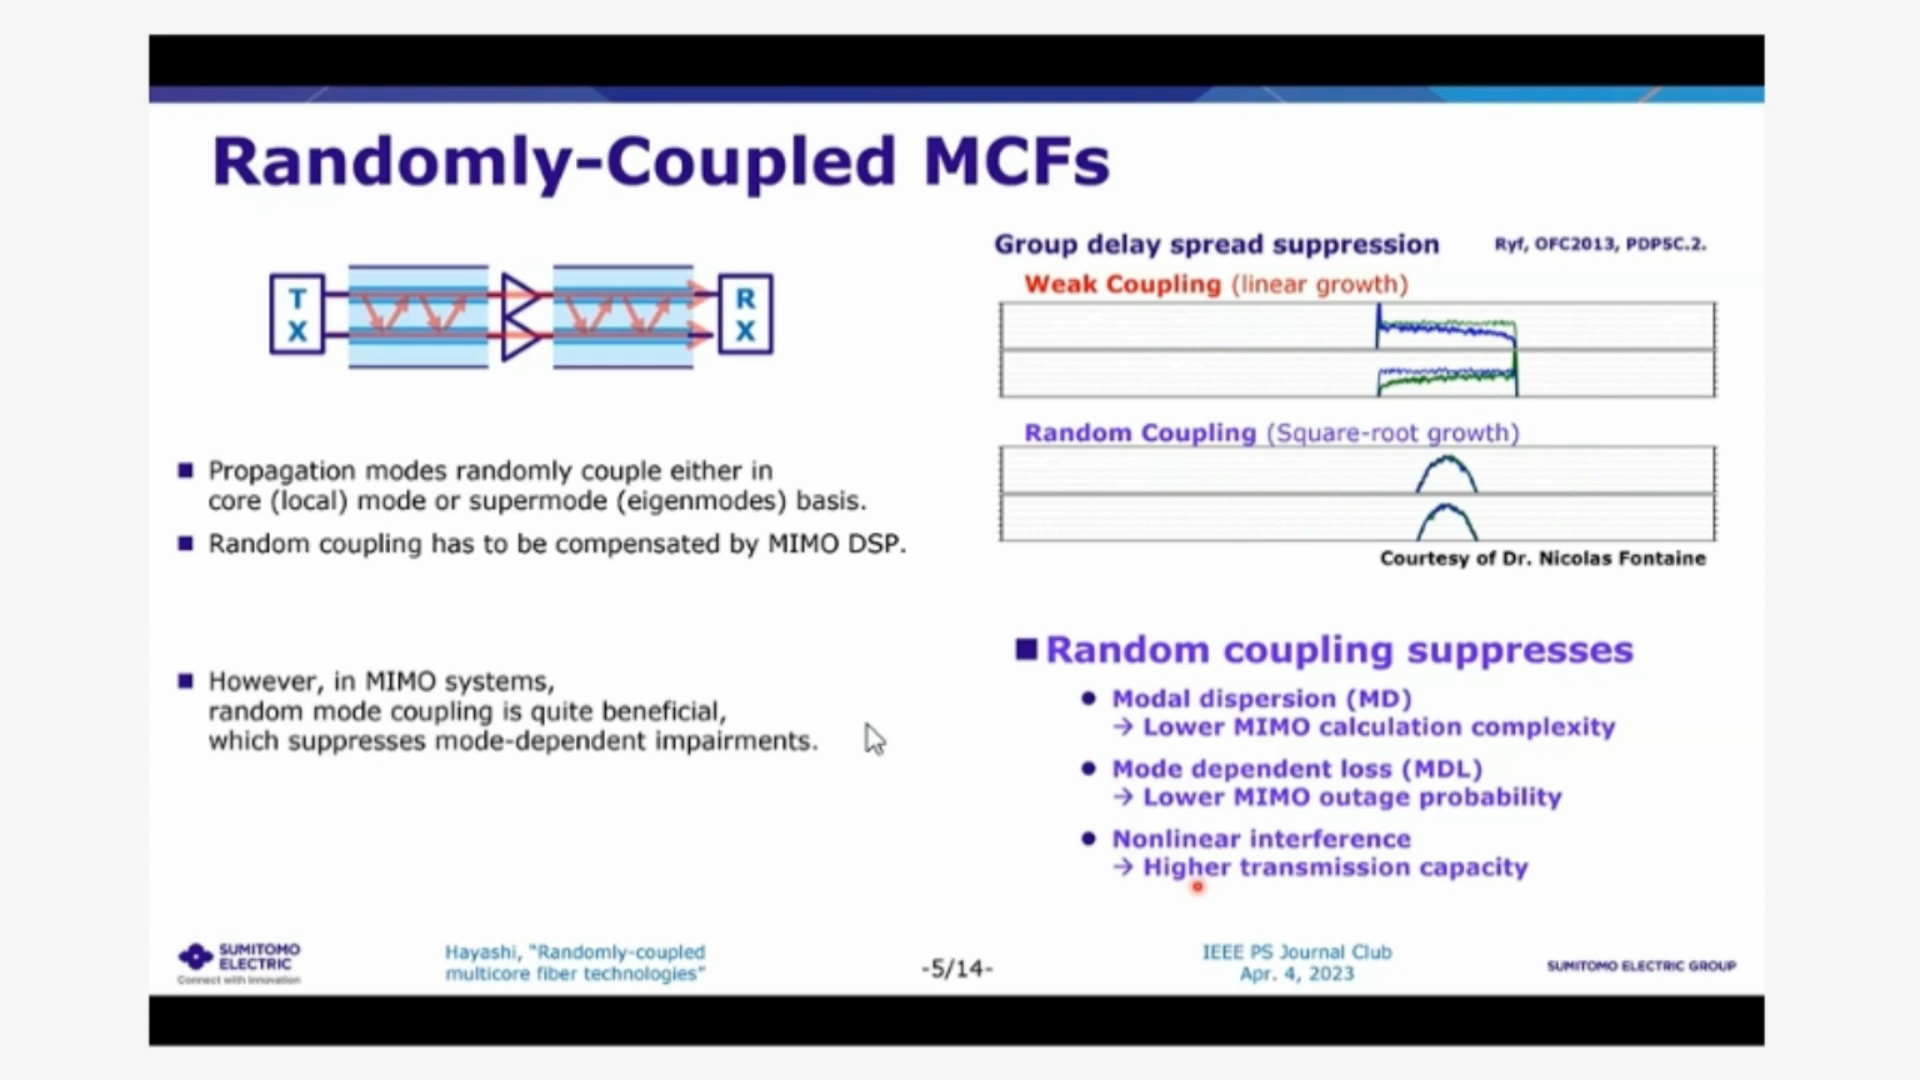 Randomly-Coupled MCFs
T
X
R
X
■ Propagation modes randomly couple either in
core (local) mode or supermode (eigenmodes) basis.
■ Random coupling has to be compensated by MIMO DSP.
■ However, in MIMO systems,
random mode coupling is quite beneficial,
which suppresses mode-dependent impairments.
Group delay spread suppression
Ryf, OFC2013, PDP5C.2.
Weak Coupling (linear growth)
Random Coupling (Square-root growth)
Courtesy of Dr. Nicolas Fontaine
■ Random coupling suppresses
● Modal dispersion (MD)
→ Lower MIMO calculation complexity
● Mode dependent loss (MDL)
→ Lower MIMO outage probability
● Nonlinear interference
→ Higher transmission capacity
SUMITOMO
ELECTRIC
Connect with Innovation
Hayashi, "Randomly-coupled
multicore fiber technologies"
-5/14-
IEEE PS Journal Club
Apr. 4, 2023
SUMITOMO ELECTRIC GROUP